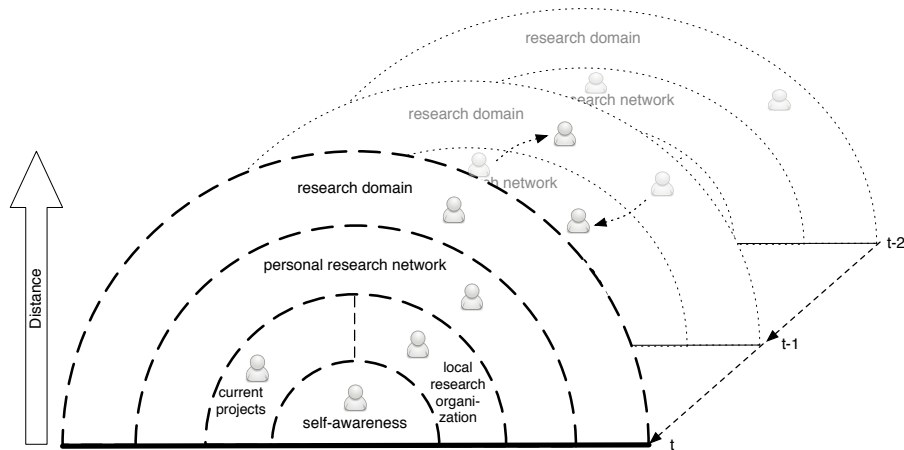 research domain
research network
research domain
h network
research domain
personal research network
Distance
current
projects
local
research
organi-
zation
self-awareness
t-2
t-1
t